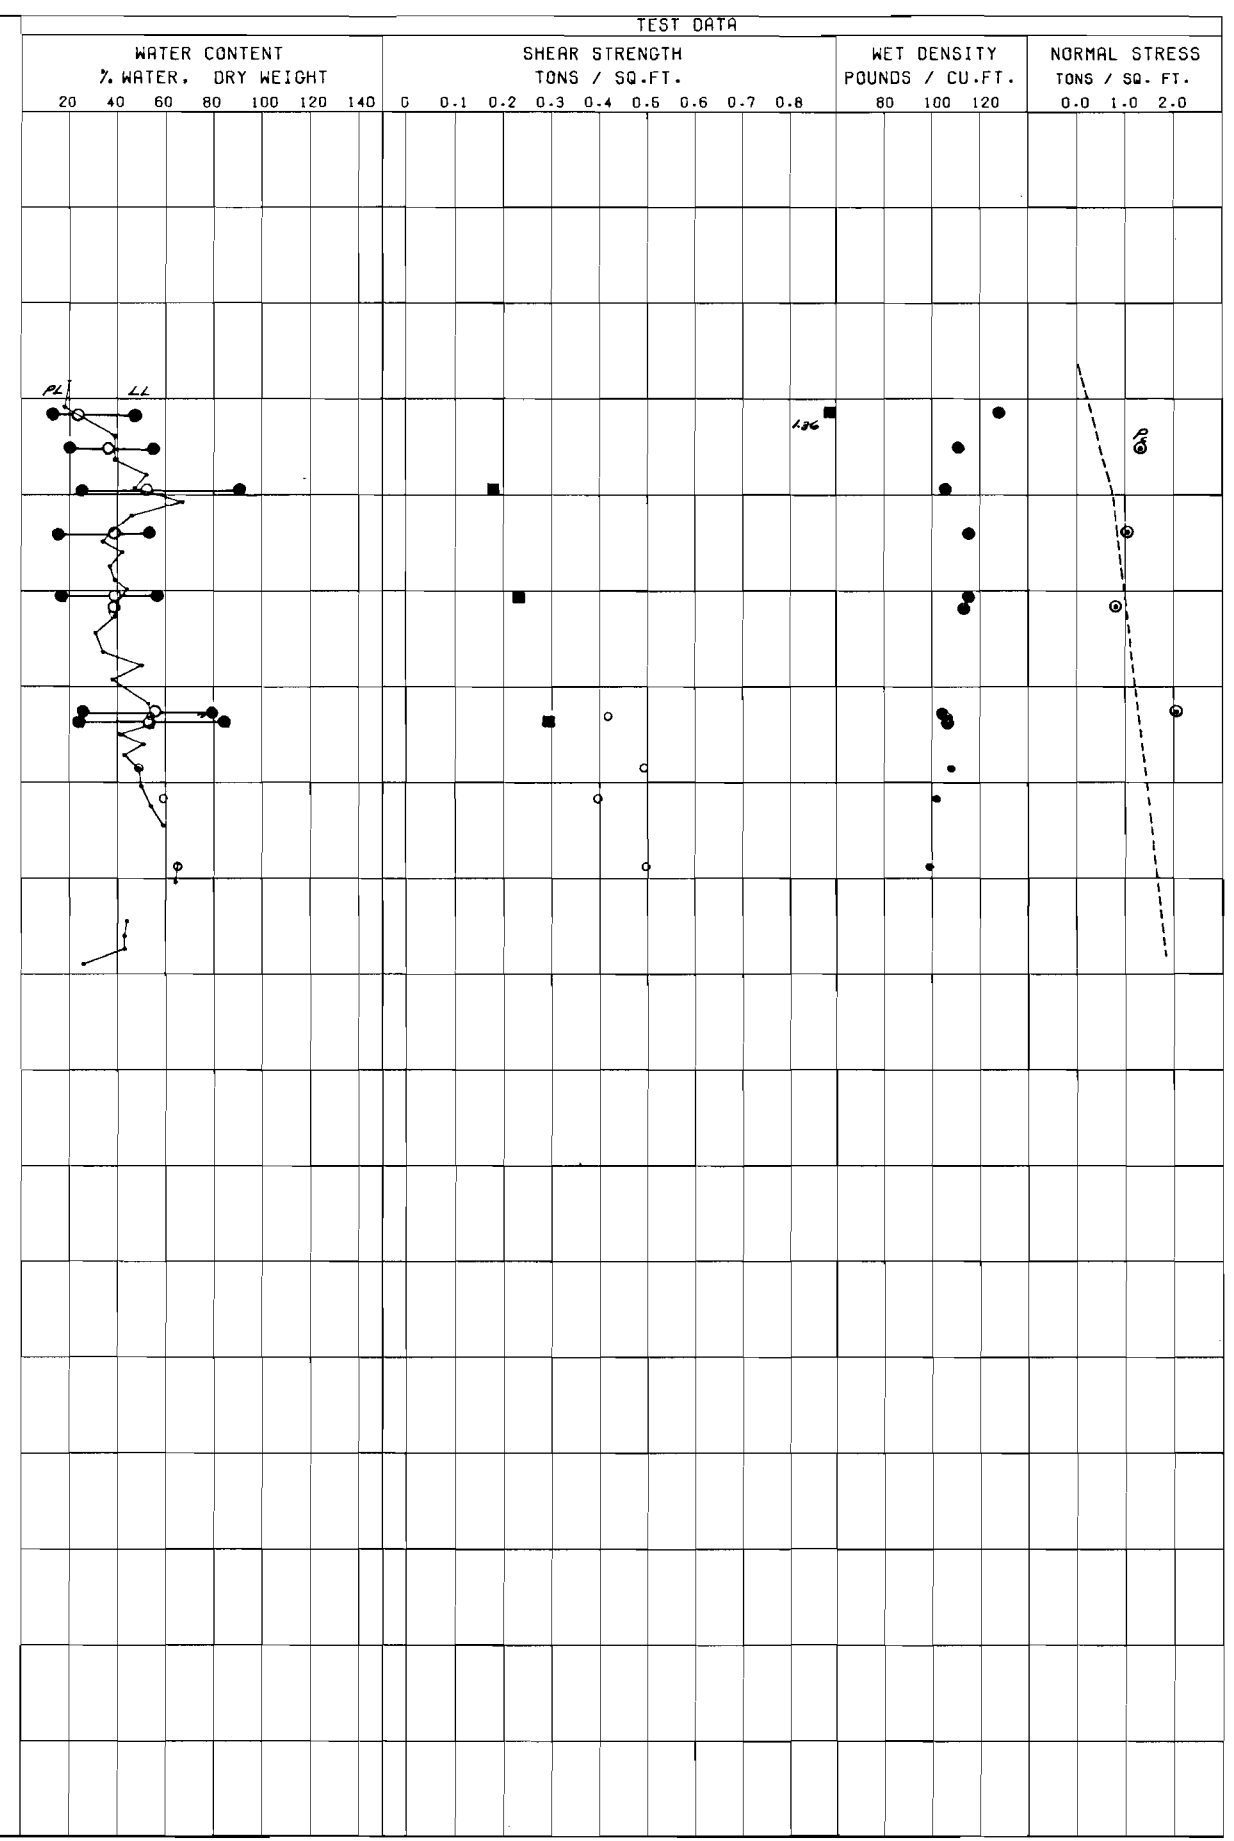 TEST DATA
WATER CONTENT
% WATER, DRY WEIGHT
20 40 60 80 100 120 140
SHEAR STRENGTH
TONS / SQ.FT.
0 0.1 0.2 0.3 0.4 0.5 0.6 0.7 0.8
WET DENSITY
POUNDS / CU.FT.
80 100 120
NORMAL STRESS
TONS / SQ. FT.
0.0 1.0 2.0
PL LL
1.86